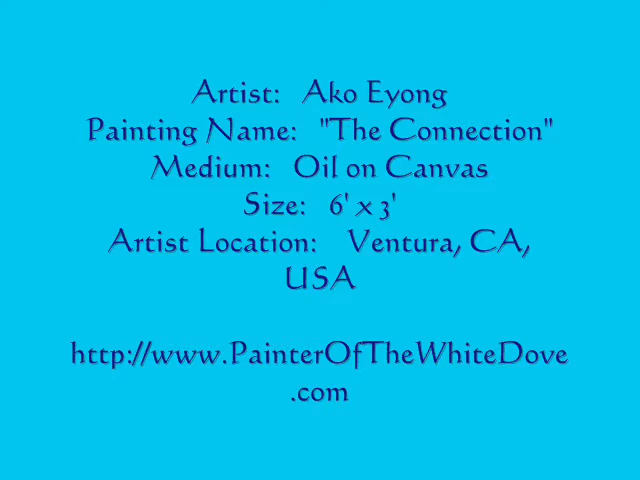 Artist: Ako Eyong
Painting Name: "The Connection"
Medium: Oil on Canvas
Size: 6' x 3'
Artist Location: Ventura, CA,
USA
http://www.PainterOfTheWhiteDove
.com